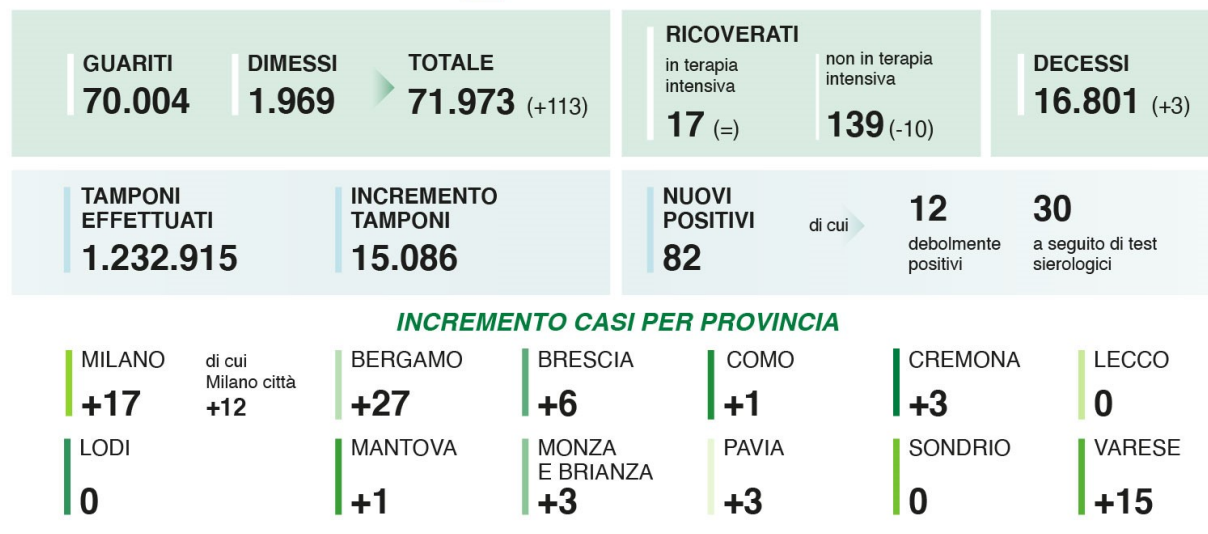 GUARITI
70.004
DIMESSI
1.969
TOTALE
71.973 (+113)
RICOVERATI
in terapia
intensiva
17 (=)
non in terapia
intensiva
139 (-10)
DECESSI
16.801 (+3)
TAMPONI
EFFETTUATI
1.232.915
INCREMENTO
TAMPONI
15.086
NUOVI
POSITIVI
82
di cui
12
debolmente
positivi
30
a seguito di test
sierologici
INCREMENTO CASI PER PROVINCIA
MILANO
+17
di cui
Milano città
+12
BERGAMO
+27
BRESCIA
+6
COMO
+1
CREMONA
+3
LECCO
0
LODI
0
MANTOVA
+1
MONZA
E BRIANZA
+3
PAVIA
+3
SONDRIO
0
VARESE
+15